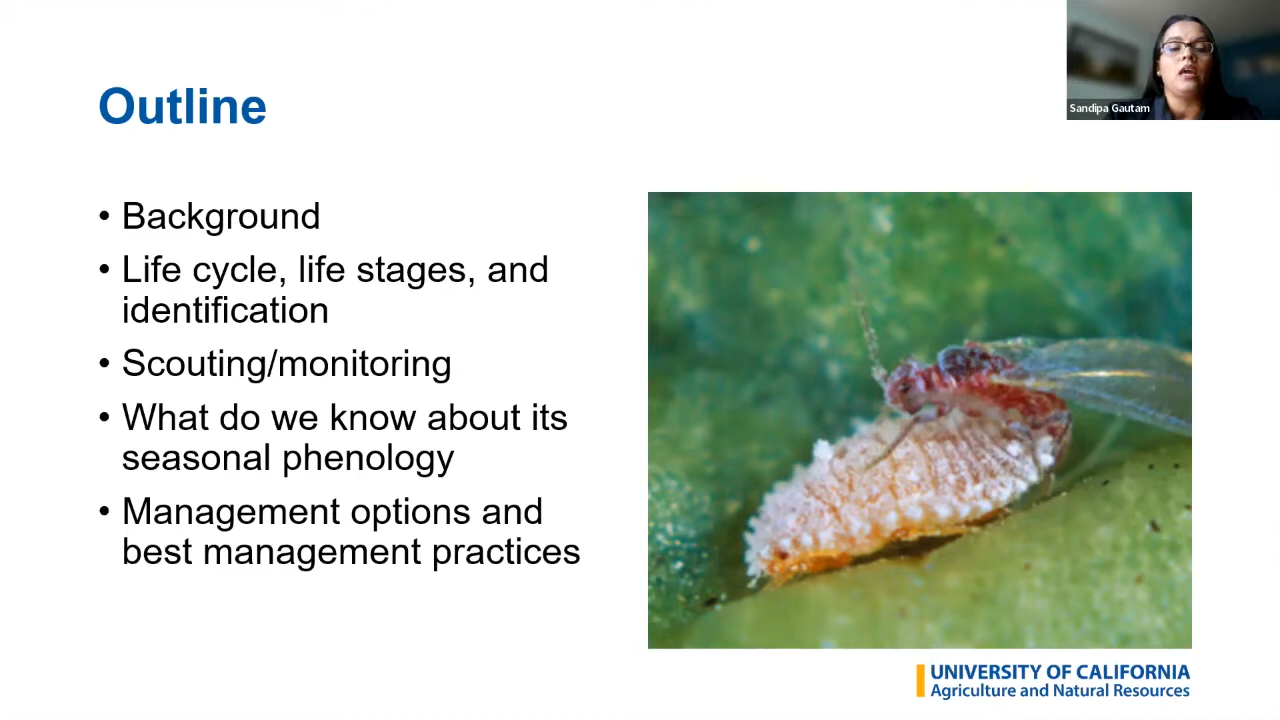 Outline
Sandipa Gautam
• Background
• Life cycle, life stages, and
identification
• Scouting/monitoring
• What do we know about its
seasonal phenology
• Management options and
best management practices
UNIVERSITY OF CALIFORNIA
Agriculture and Natural Resources